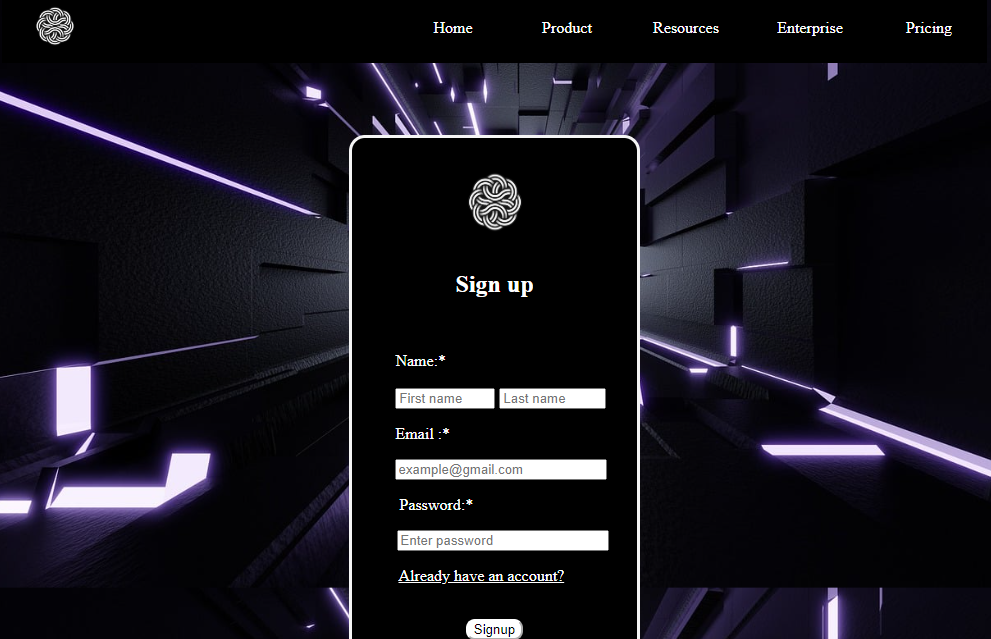 Home Product Resources Enterprise Pricing
Sign up
Name:*
First name Last name
Email :*
example@gmail.com
Password:*
Enter password
Already have an account?
Signup